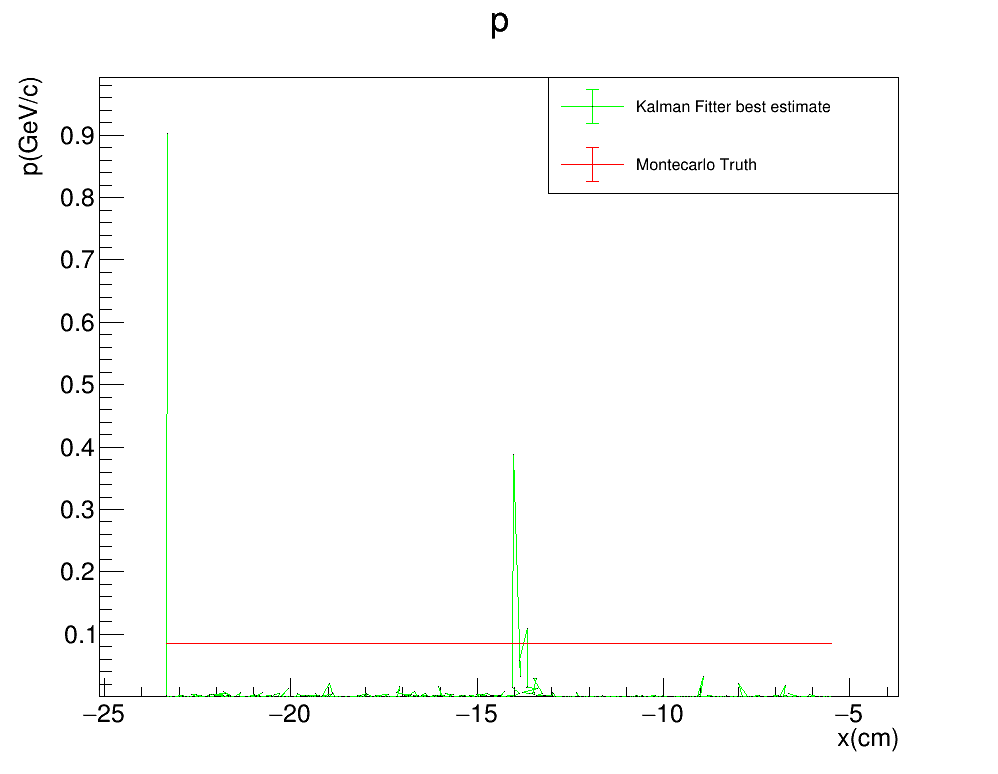 p
p(GeV/c)
Kalman Fitter best estimate
Montecarlo Truth
0.9
0.8
0.7
0.6
0.5
0.4
0.3
0.2
0.1
−25 −20 −15 −10 −5
x(cm)